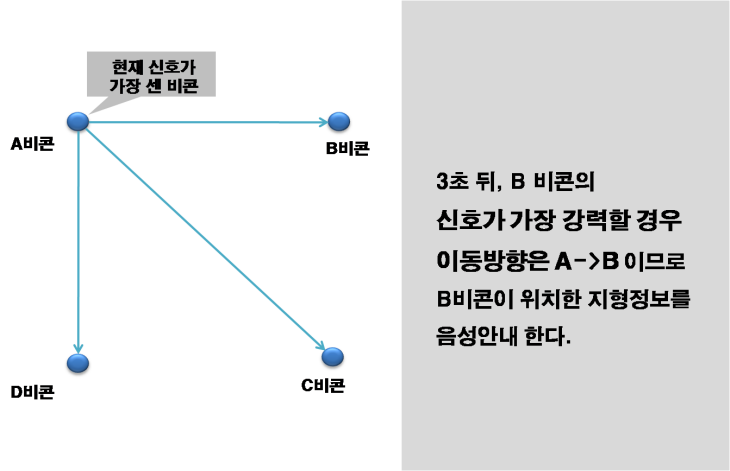 현재 신호가
가장 센 비콘
A비콘
B비콘
D비콘
C비콘
3초 뒤, B 비콘의
신호가 가장 강력할 경우
이동방향은 A->B 이므로
B비콘이 위치한 지형정보를
음성안내 한다.